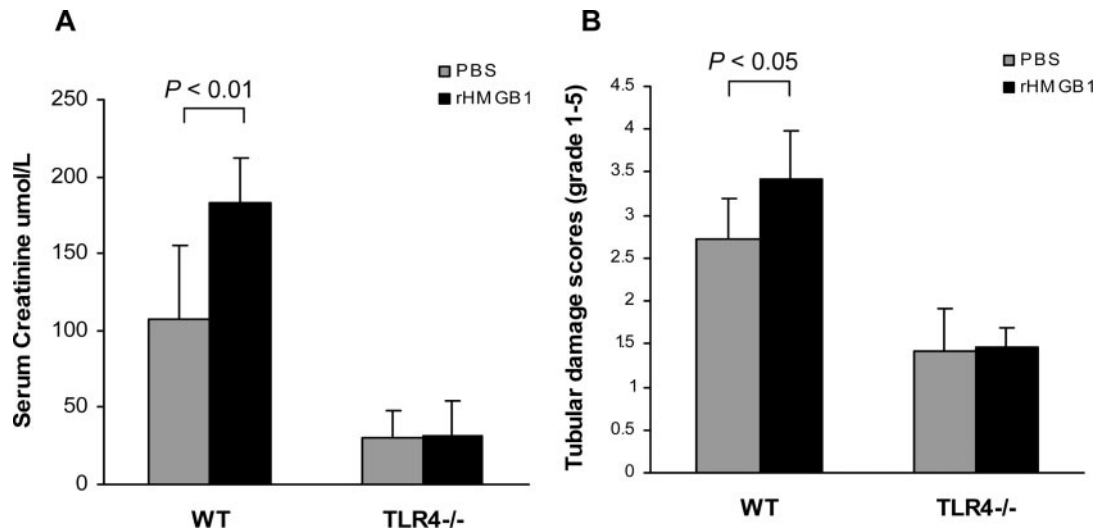 A
PBS
rHMGB1
P < 0.01
250
200
150
100
50
0
Serum Creatinine umol/L
WT
TLR4-/-
B
PBS
rHMGB1
P < 0.05
4.5
4
3.5
3
2.5
2
1.5
1
0.5
0
Tubular damage scores (grade 1-5)
WT
TLR4-/-